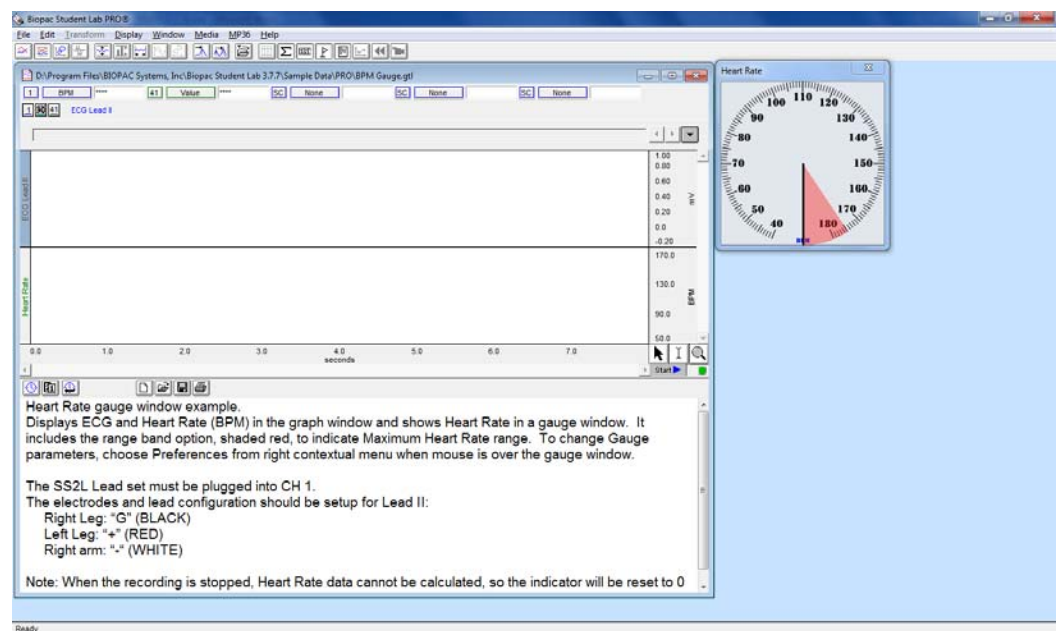 Biopac Student Lab PRO®
File Edit Transform Display Window Media MP36 Help
D:\Program Files\BIOPAC Systems, Inc\Biopac Student Lab 3.7.7\Sample Data\PRO\BPM Gauge.gtl
1 BPM **** 41 Value **** SC None SC None SC None
1 41 ECG Lead II
ECG Lead II
1.00
0.80
0.60
0.40
0.20
0.0
-0.20
mV
Heart Rate
170.0
130.0
90.0
50.0
BPM
0.0 1.0 2.0 3.0 4.0 5.0 6.0 7.0
seconds
Start
Heart Rate gauge window example.
Displays ECG and Heart Rate (BPM) in the graph window and shows Heart Rate in a gauge window. It
includes the range band option, shaded red, to indicate Maximum Heart Rate range. To change Gauge
parameters, choose Preferences from right contextual menu when mouse is over the gauge window.
The SS2L Lead set must be plugged into CH 1.
The electrodes and lead configuration should be setup for Lead II:
Right Leg: “G” (BLACK)
Left Leg: “+” (RED)
Right arm: “-“ (WHITE)
Note: When the recording is stopped, Heart Rate data cannot be calculated, so the indicator will be reset to 0
Heart Rate
40
50
60
70
80
90
100
110
120
130
140
150
160
170
180
Ready